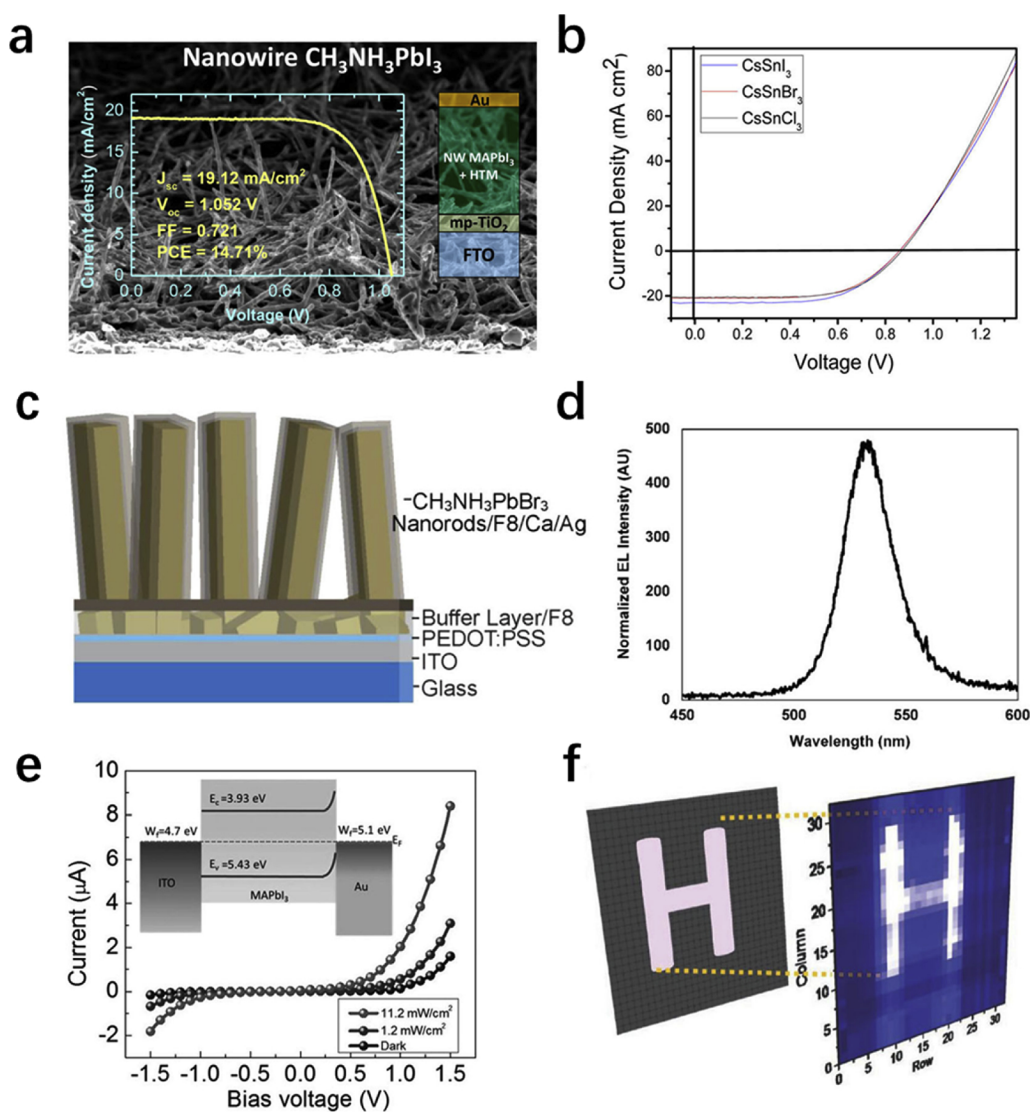 a
Nanowire CH₃NH₃PbI₃
Current density (mA/cm²)
20
15
10
5
0
J_sc = 19.12 mA/cm²
V_oc = 1.052 V
FF = 0.721
PCE = 14.71%
0.0 0.2 0.4 0.6 0.8 1.0
Voltage (V)
Au
NW MAPbI₃
+ HTM
mp-TiO₂
FTO
b
Current Density (mA cm²)
80
60
40
20
0
-20
CsSnI₃
CsSnBr₃
CsSnCl₃
0.0 0.2 0.4 0.6 0.8 1.0 1.2
Voltage (V)
c
CH₃NH₃PbBr₃
Nanorods/F8/Ca/Ag
Buffer Layer/F8
PEDOT:PSS
ITO
Glass
d
Normalized EL Intensity (AU)
500
400
300
200
100
0
450 500 550 600
Wavelength (nm)
e
Current (μA)
10
8
6
4
2
0
-2
E_c =3.93 eV
W_f=4.7 eV
W_f=5.1 eV
E_F
E_v =5.43 eV
ITO
MAPbI₃
Au
11.2 mW/cm²
1.2 mW/cm²
Dark
-1.5 -1.0 -0.5 0.0 0.5 1.0 1.5
Bias voltage (V)
f
H
Column
30
25
20
15
10
5
0
H
0 5 10 15 20 25 30
Row